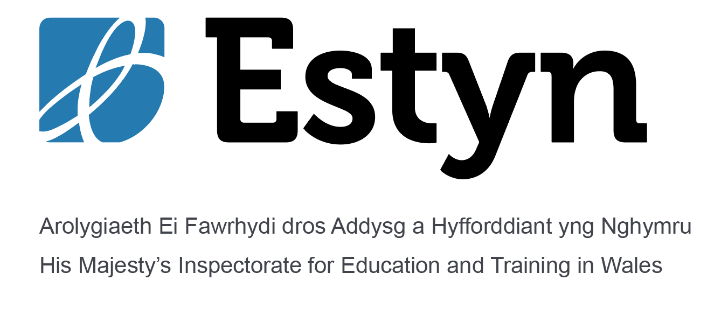 Estyn
Arolygiaeth Ei Fawrhydi dros Addysg a Hyfforddiant yng Nghymru
His Majesty’s Inspectorate for Education and Training in Wales